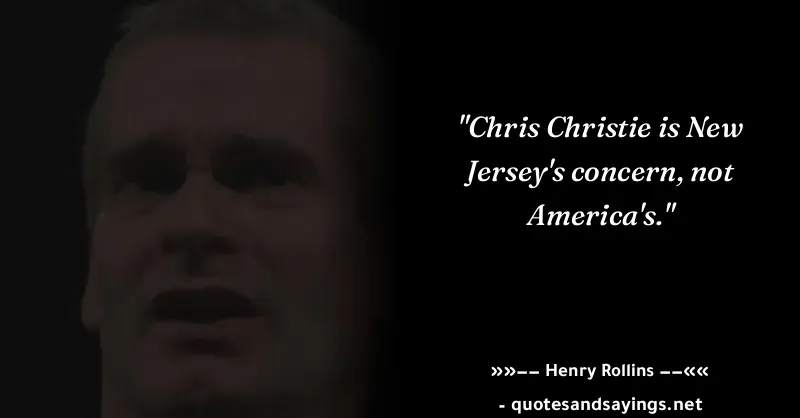 "Chris Christie is New
Jersey's concern, not
America's."
»»−− Henry Rollins −−««
- quotesandsayings.net